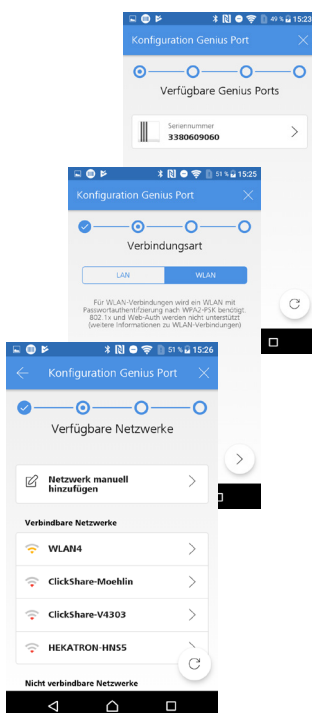 49 % 15:23
Konfiguration Genius Port
Verfügbare Genius Ports
Seriennummer
3380609060
51 % 15:25
Konfiguration Genius Port
Verbindungsart
LAN WLAN
Für WLAN-Verbindungen wird ein WLAN mit
Passwortauthentifizierung nach WPA2-PSK benötigt.
802.1x und Web-Auth werden nicht unterstützt
(weitere Informationen zu WLAN-Verbindungen)
51 % 15:26
Konfiguration Genius Port
Verfügbare Netzwerke
Netzwerk manuell
hinzufügen
Verbindbare Netzwerke
WLAN4
ClickShare-Moehlin
ClickShare-V4303
HEKATRON-HNS5
Nicht verbindbare Netzwerke